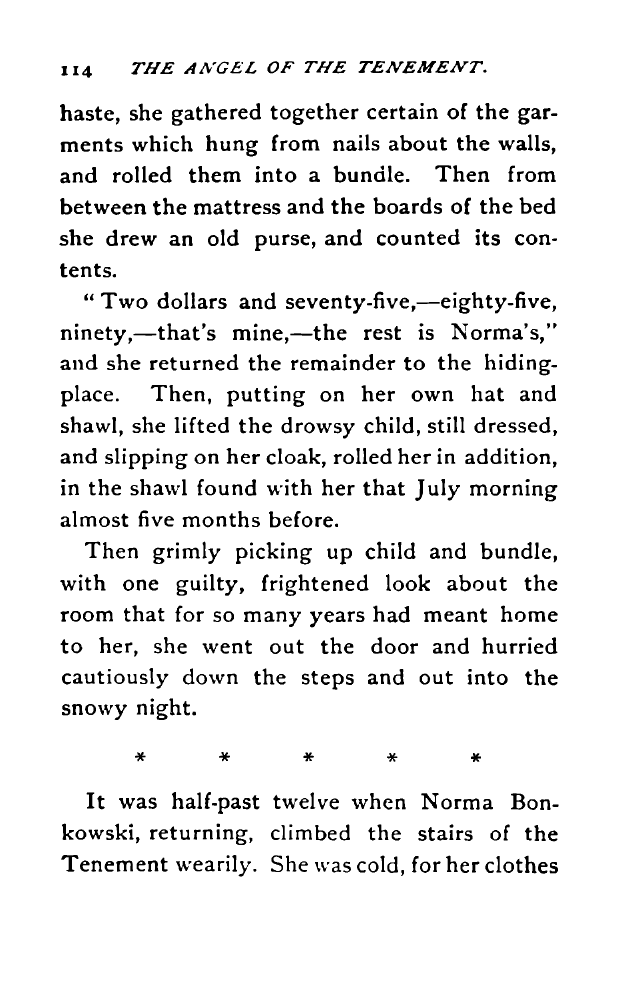 114 THE ANGEL OF THE TENEMENT.
haste, she gathered together certain of the gar-
ments which hung from nails about the walls,
and rolled them into a bundle. Then from
between the mattress and the boards of the bed
she drew an old purse, and counted its con-
tents.
“ Two dollars and seventy-five,—eighty-five,
ninety,—that's mine,—the rest is Norma's,”
and she returned the remainder to the hiding-
place. Then, putting on her own hat and
shawl, she lifted the drowsy child, still dressed,
and slipping on her cloak, rolled her in addition,
in the shawl found with her that July morning
almost five months before.
Then grimly picking up child and bundle,
with one guilty, frightened look about the
room that for so many years had meant home
to her, she went out the door and hurried
cautiously down the steps and out into the
snowy night.
* * * * *
It was half-past twelve when Norma Bon-
kowski, returning, climbed the stairs of the
Tenement wearily. She was cold, for her clothes